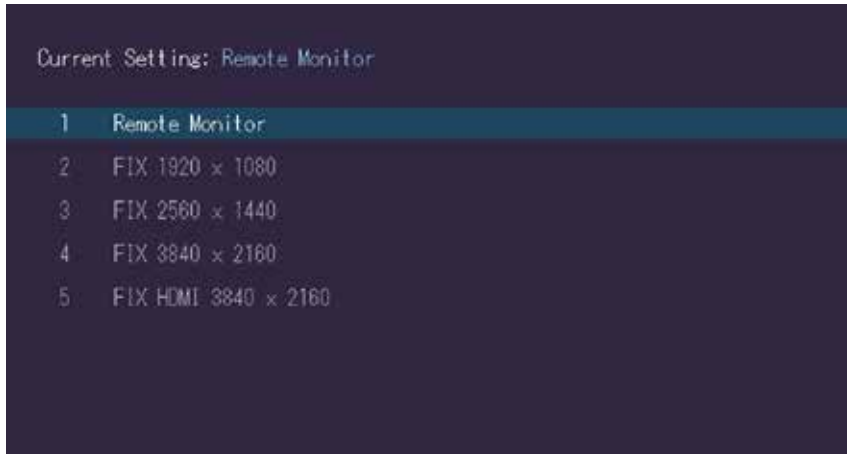 Current Setting: Remote Monitor
1 Remote Monitor
2 FIX 1920 × 1080
3 FIX 2560 × 1440
4 FIX 3840 × 2160
5 FIX HDMI 3840 × 2160